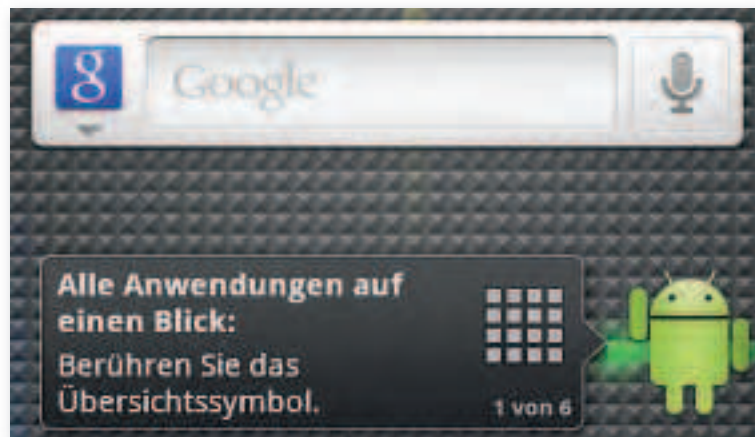 g
Google
Alle Anwendungen auf
einen Blick:
Berühren Sie das
Übersichtssymbol.
1 von 6